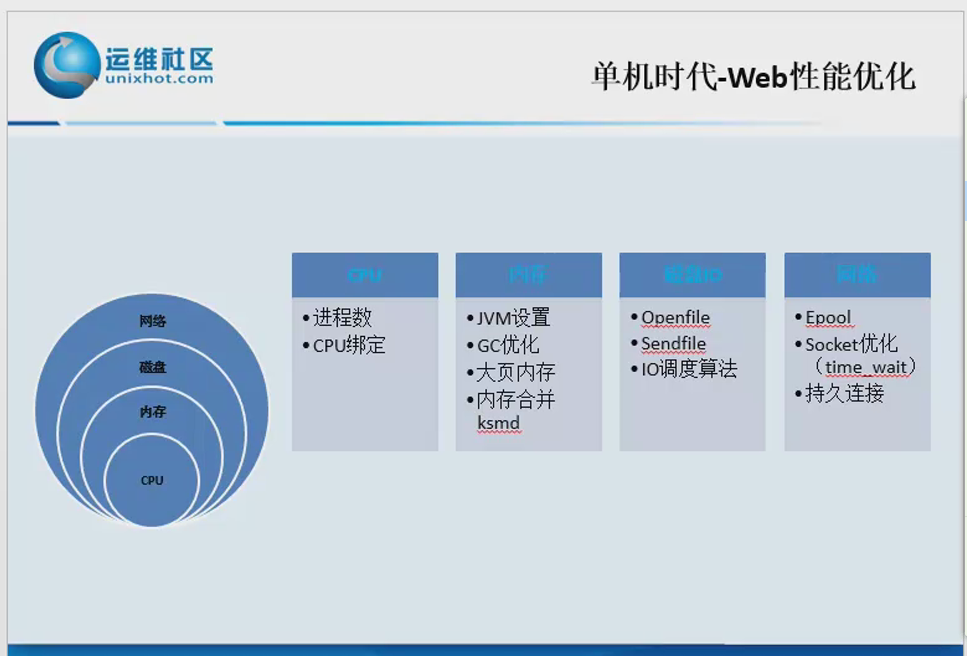 运维社区
unixhot.com
单机时代-Web性能优化
网络
磁盘
内存
CPU
CPU
•进程数
•CPU绑定
内存
•JVM设置
•GC优化
•大页内存
•内存合并
ksmd
磁盘IO
•Openfile
•Sendfile
•IO调度算法
网络
•Epool
•Socket优化
（time_wait）
•持久连接